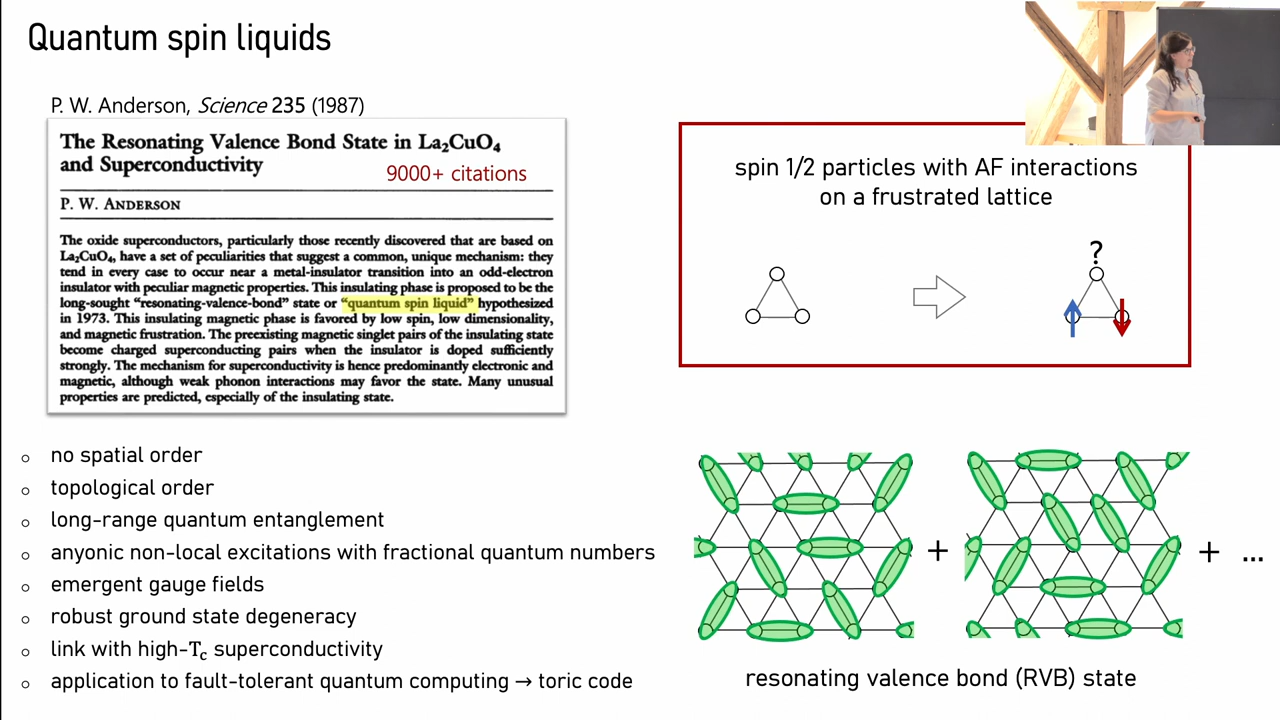 Quantum spin liquids
P. W. Anderson, Science 235 (1987)
The Resonating Valence Bond State in La₂CuO₄
and Superconductivity
9000+ citations
P. W. ANDERSON
The oxide superconductors, particularly those recently discovered that are based on
La₂CuO₄, have a set of peculiarities that suggest a common, unique mechanism: they
tend in every case to occur near a metal-insulator transition into an odd-electron
insulator with peculiar magnetic properties. This insulating phase is proposed to be the
long-sought “resonating-valence-bond” state or “quantum spin liquid” hypothesized
in 1973. This insulating magnetic phase is favored by low spin, low dimensionality,
and magnetic frustration. The preexisting magnetic singlet pairs of the insulating state
become charged superconducting pairs when the insulator is doped sufficiently
strongly. The mechanism for superconductivity is hence predominantly electronic and
magnetic, although weak phonon interactions may favor the state. Many unusual
properties are predicted, especially of the insulating state.
spin 1/2 particles with AF interactions
on a frustrated lattice
?
○ no spatial order
○ topological order
○ long-range quantum entanglement
○ anyonic non-local excitations with fractional quantum numbers
○ emergent gauge fields
○ robust ground state degeneracy
○ link with high-T_c superconductivity
○ application to fault-tolerant quantum computing → toric code
+ + ...
resonating valence bond (RVB) state